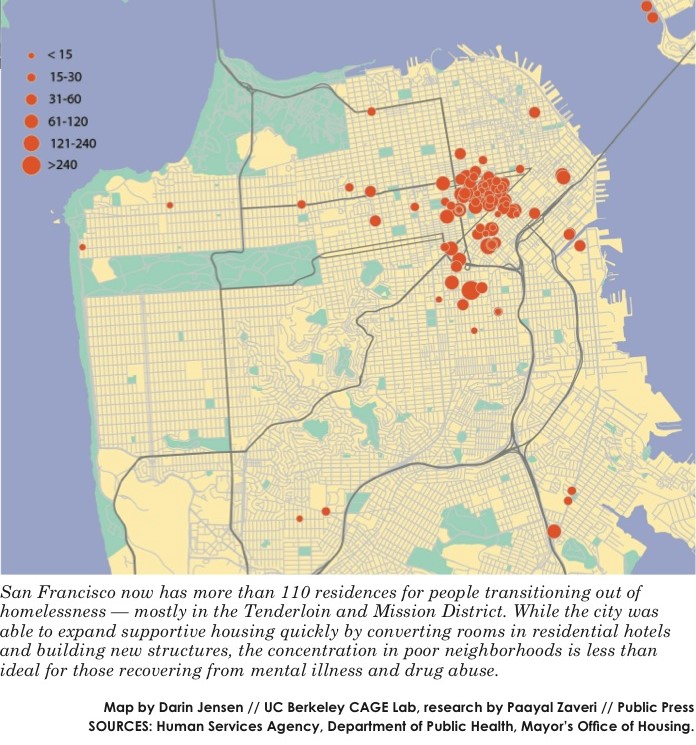 < 15
15-30
31-60
61-120
121-240
>240
San Francisco now has more than 110 residences for people transitioning out of
homelessness — mostly in the Tenderloin and Mission District. While the city was
able to expand supportive housing quickly by converting rooms in residential hotels
and building new structures, the concentration in poor neighborhoods is less than
ideal for those recovering from mental illness and drug abuse.
Map by Darin Jensen // UC Berkeley CAGE Lab, research by Paayal Zaveri // Public Press
SOURCES: Human Services Agency, Department of Public Health, Mayor's Office of Housing.